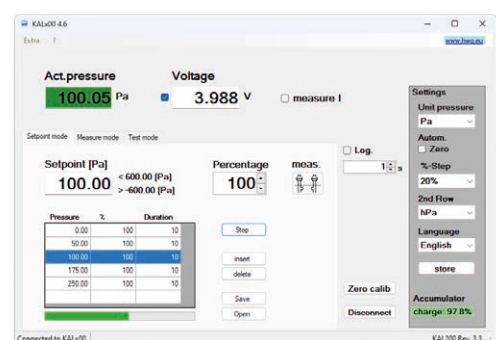 KALx00 4.6
Extra ?
www.hwg.eu
Act.pressure
100.05 Pa
Voltage
3.988 V
measure I
Setpoint mode Measure mode Test mode
Setpoint [Pa]
100.00
< 600.00 [Pa]
> -600.00 [Pa]
Percentage
100
meas.
Log.
1 s
Pressure % Duration
0.00 100 10
50.00 100 10
100.00 100 10
175.00 100 10
250.00 100 10
Stop
insert
delete
Save
Open
Zero calib
Disconnect
Settings
Unit pressure
Pa
Autom.
Zero
%-Step
20%
2nd Row
hPa
Language
English
store
Accumulator
charge: 97.8%
Connected to KALx00
KAL200 Rev. 3.3